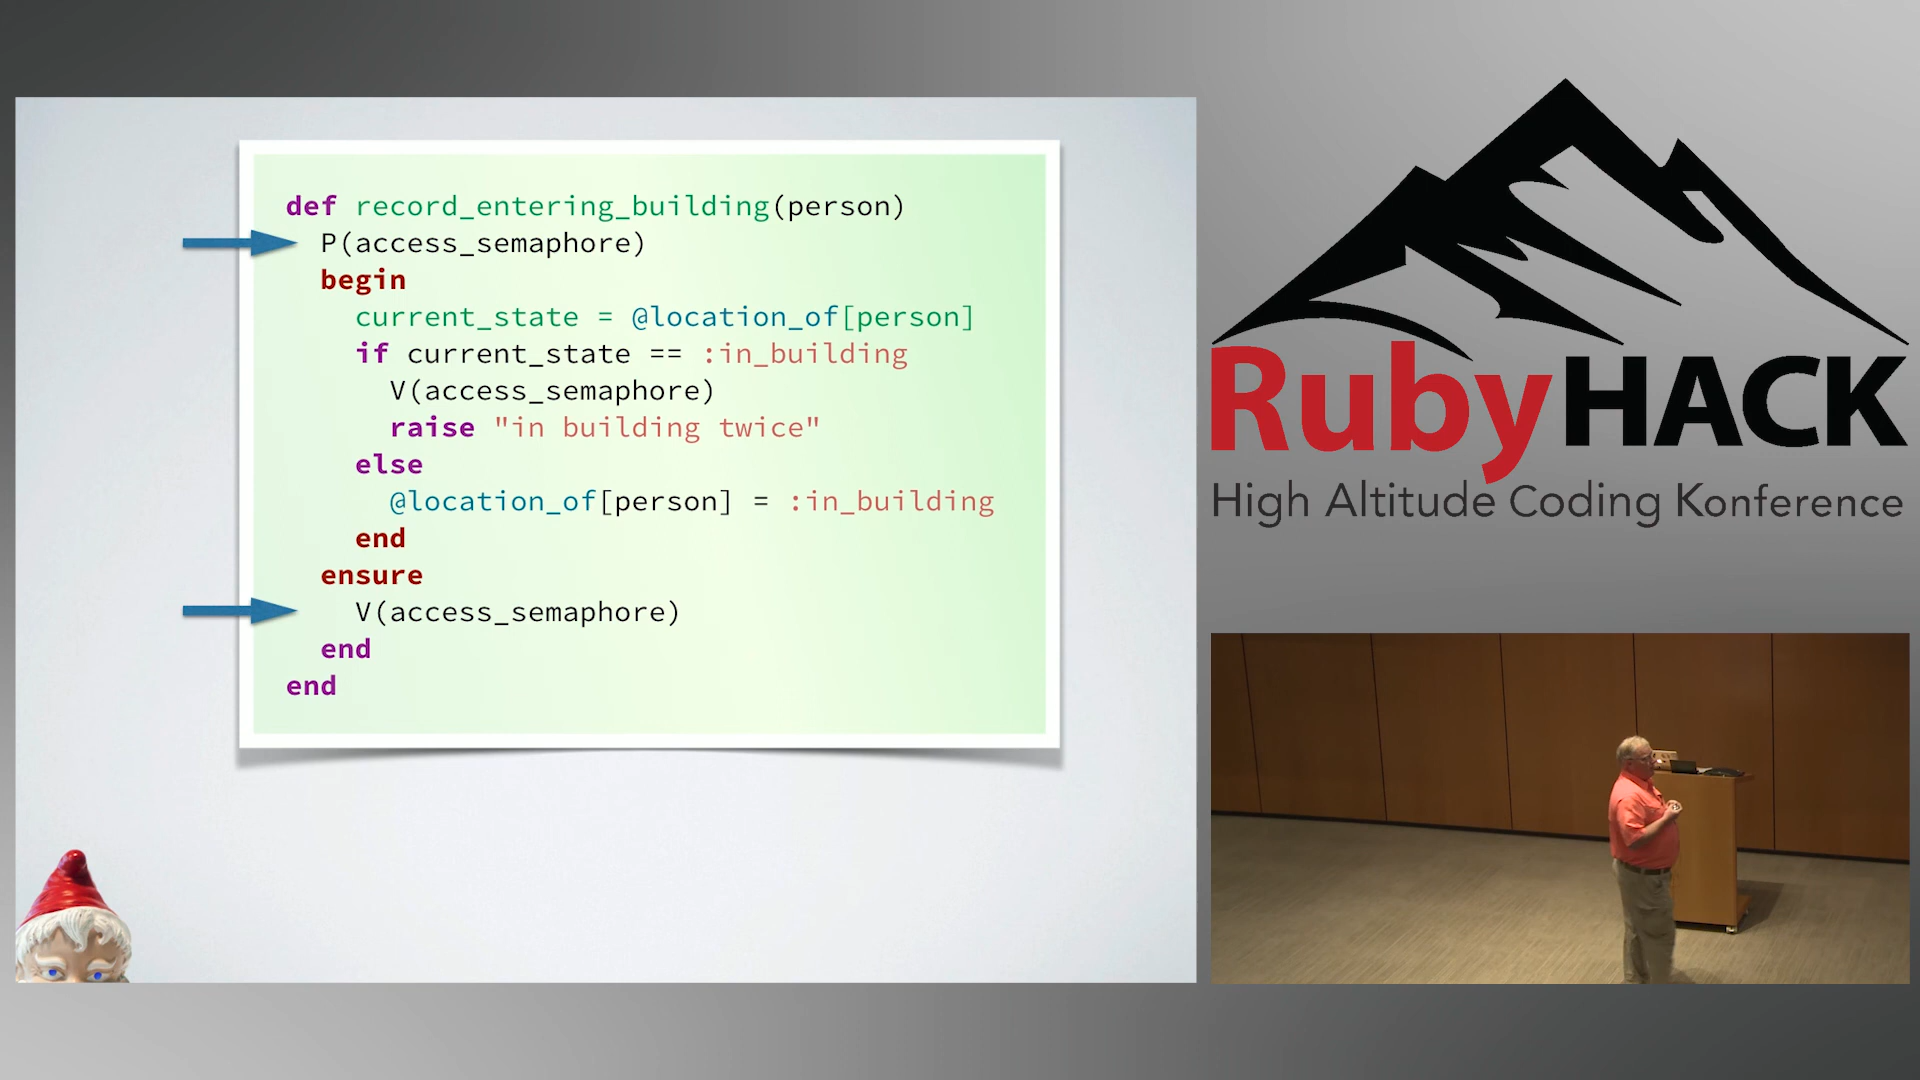 def record_entering_building(person)
  P(access_semaphore)
  begin
    current_state = @location_of[person]
    if current_state == :in_building
      V(access_semaphore)
      raise "in building twice"
    else
      @location_of[person] = :in_building
    end
  ensure
    V(access_semaphore)
  end
end
RubyHACK
High Altitude Coding Konference